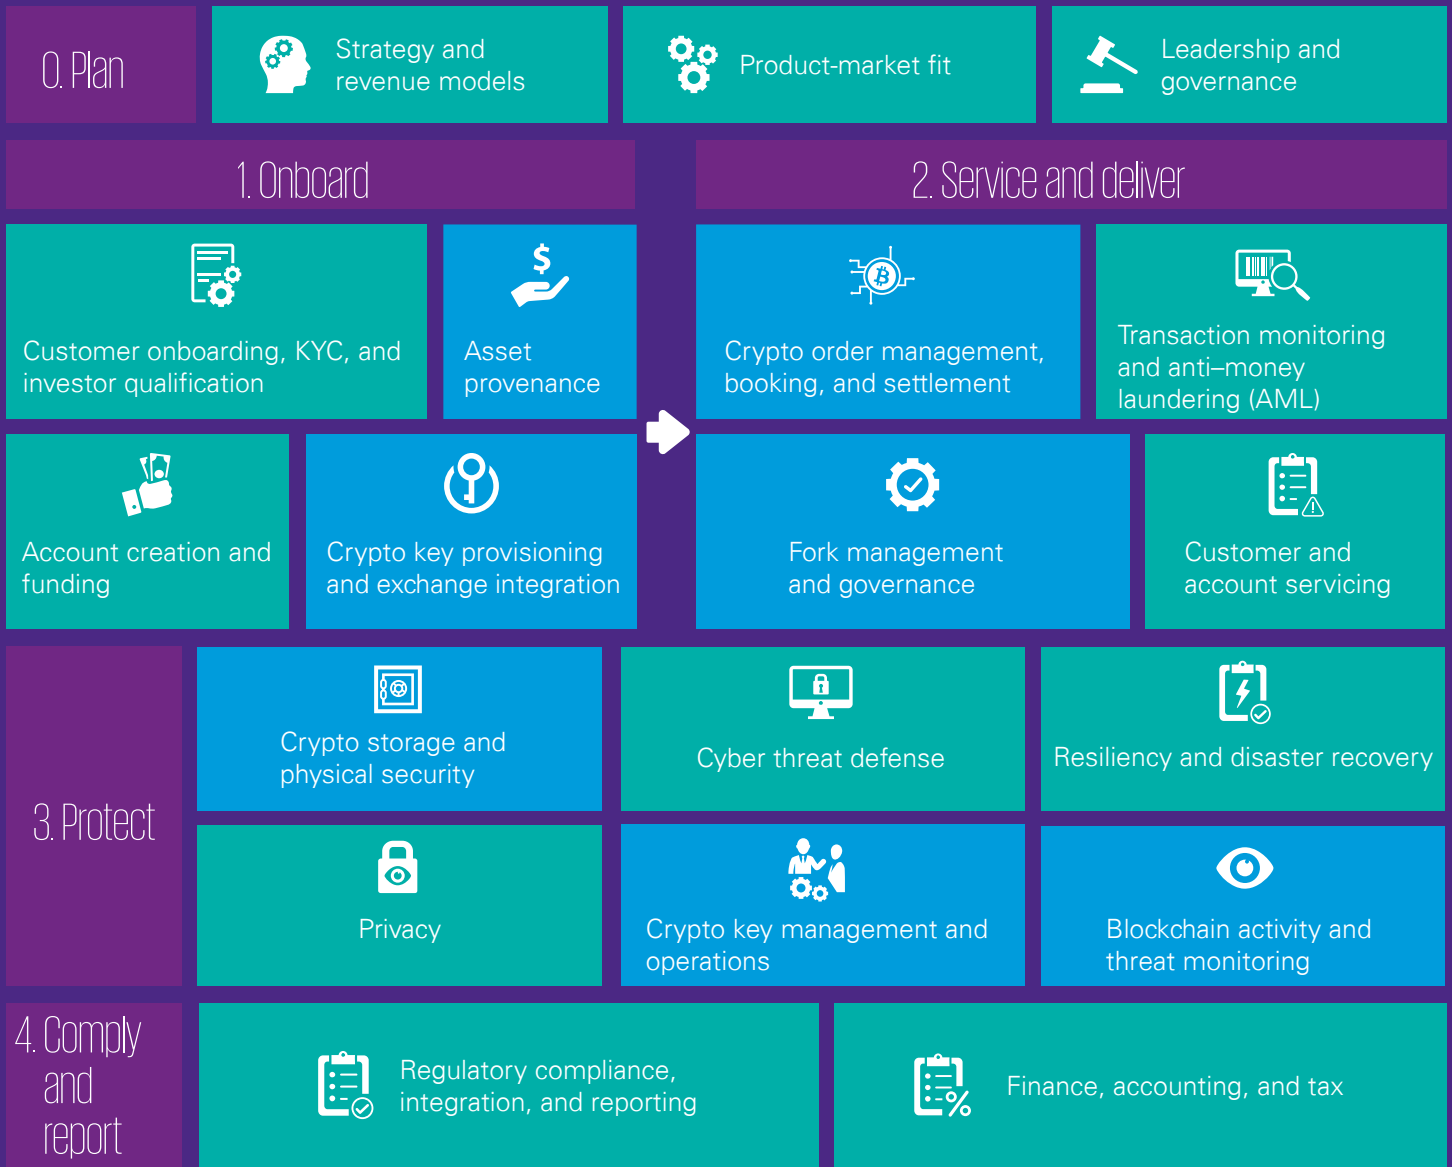 0. Plan
Strategy and
revenue models
Product-market fit
Leadership and
governance
1. Onboard
2. Service and deliver
Customer onboarding, KYC, and
investor qualification
$
Asset
provenance
Crypto order management,
booking, and settlement
Transaction monitoring
and anti–money
laundering (AML)
Account creation and
funding
Crypto key provisioning
and exchange integration
Fork management
and governance
Customer and
account servicing
3. Protect
Crypto storage and
physical security
Cyber threat defense
Resiliency and disaster recovery
Privacy
Crypto key management and
operations
Blockchain activity and
threat monitoring
4. Comply
and
report
Regulatory compliance,
integration, and reporting
%
Finance, accounting, and tax